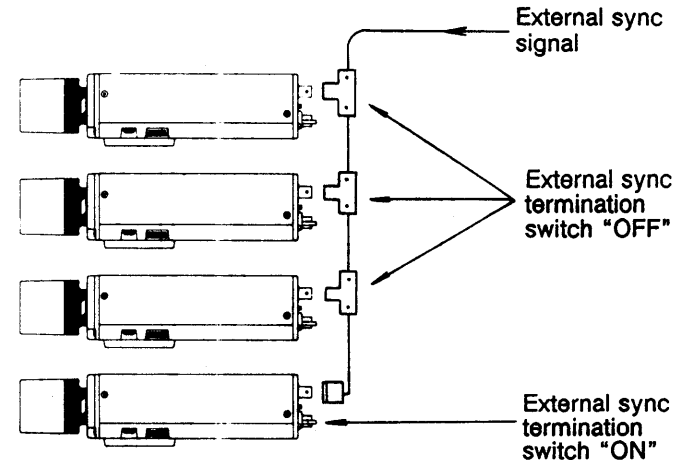 External sync
signal
External sync
termination
switch “OFF”
External sync
termination
switch “ON”